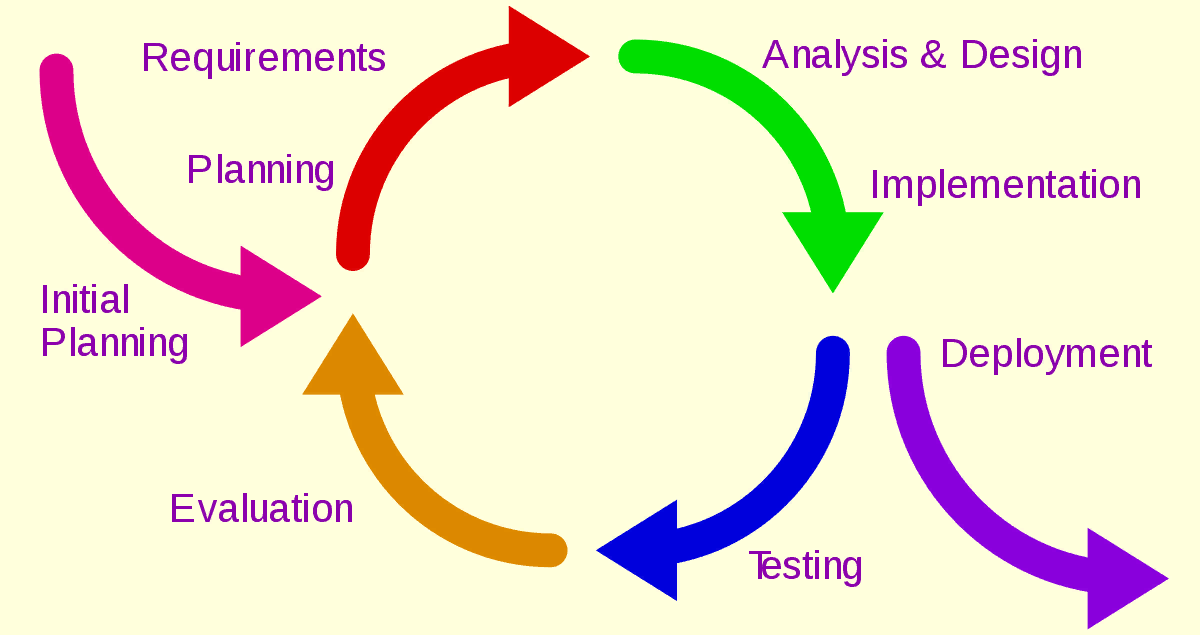 Requirements
Analysis & Design
Planning
Implementation
Initial
Planning
Deployment
Evaluation
Testing